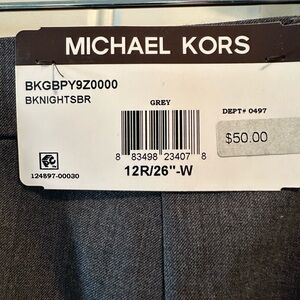 MICHAEL KORS
BKGBPY9Z0000
BKNIGHTSBR
GREY
DEPT# 0497
$50.00
8 83498 23407 8
12R/26"-W
124897-00030